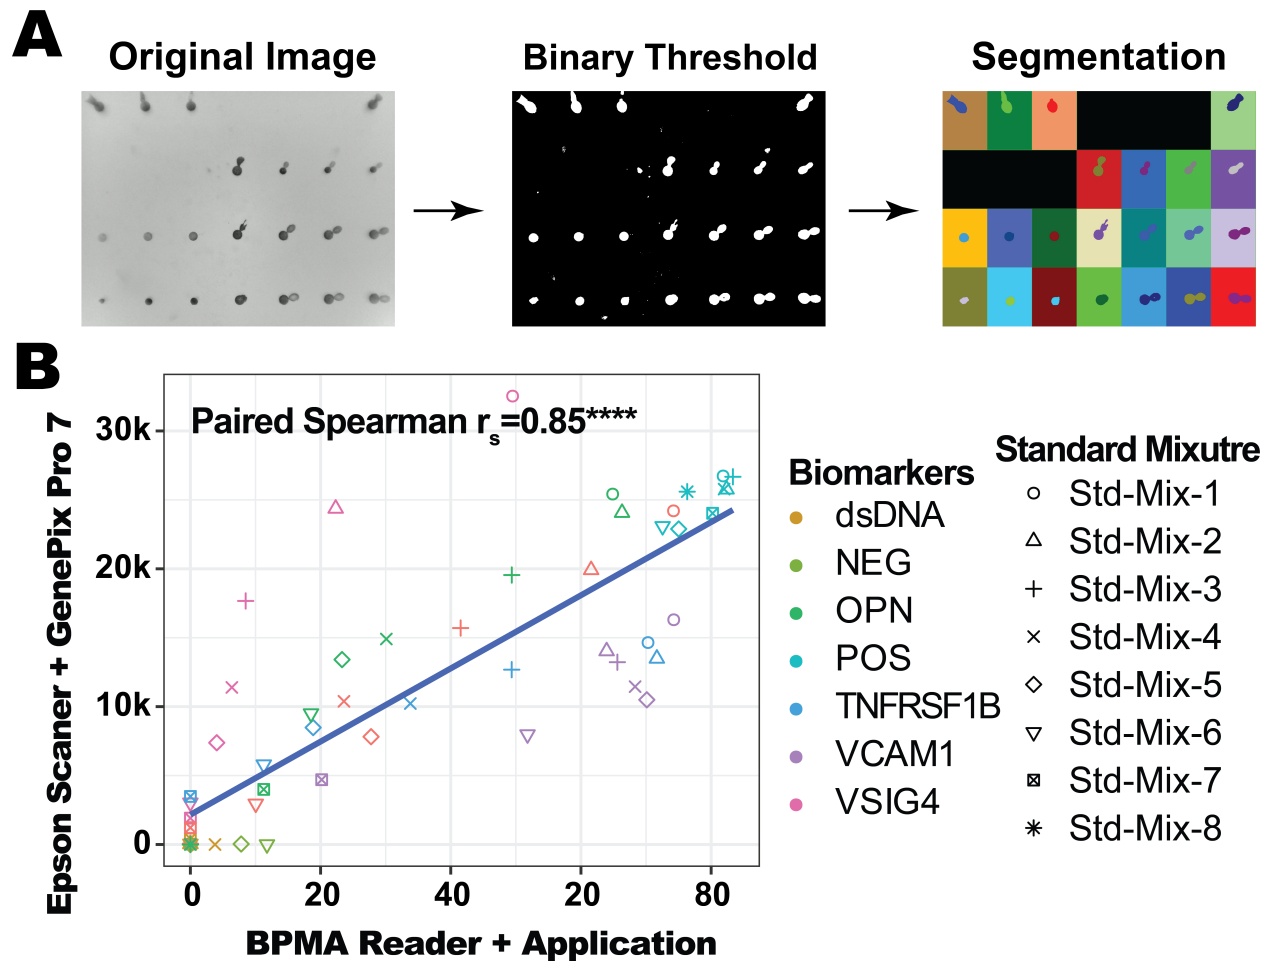 A
Original Image
Binary Threshold
Segmentation
B
Epson Scaner + GenePix Pro 7
Paired Spearman rs=0.85****
30k
20k
10k
0
0
20
40
20
80
BPMA Reader + Application
Biomarkers
dsDNA
NEG
OPN
POS
TNFRSF1B
VCAM1
VSIG4
Standard Mixutre
Std-Mix-1
Std-Mix-2
Std-Mix-3
Std-Mix-4
Std-Mix-5
Std-Mix-6
Std-Mix-7
Std-Mix-8